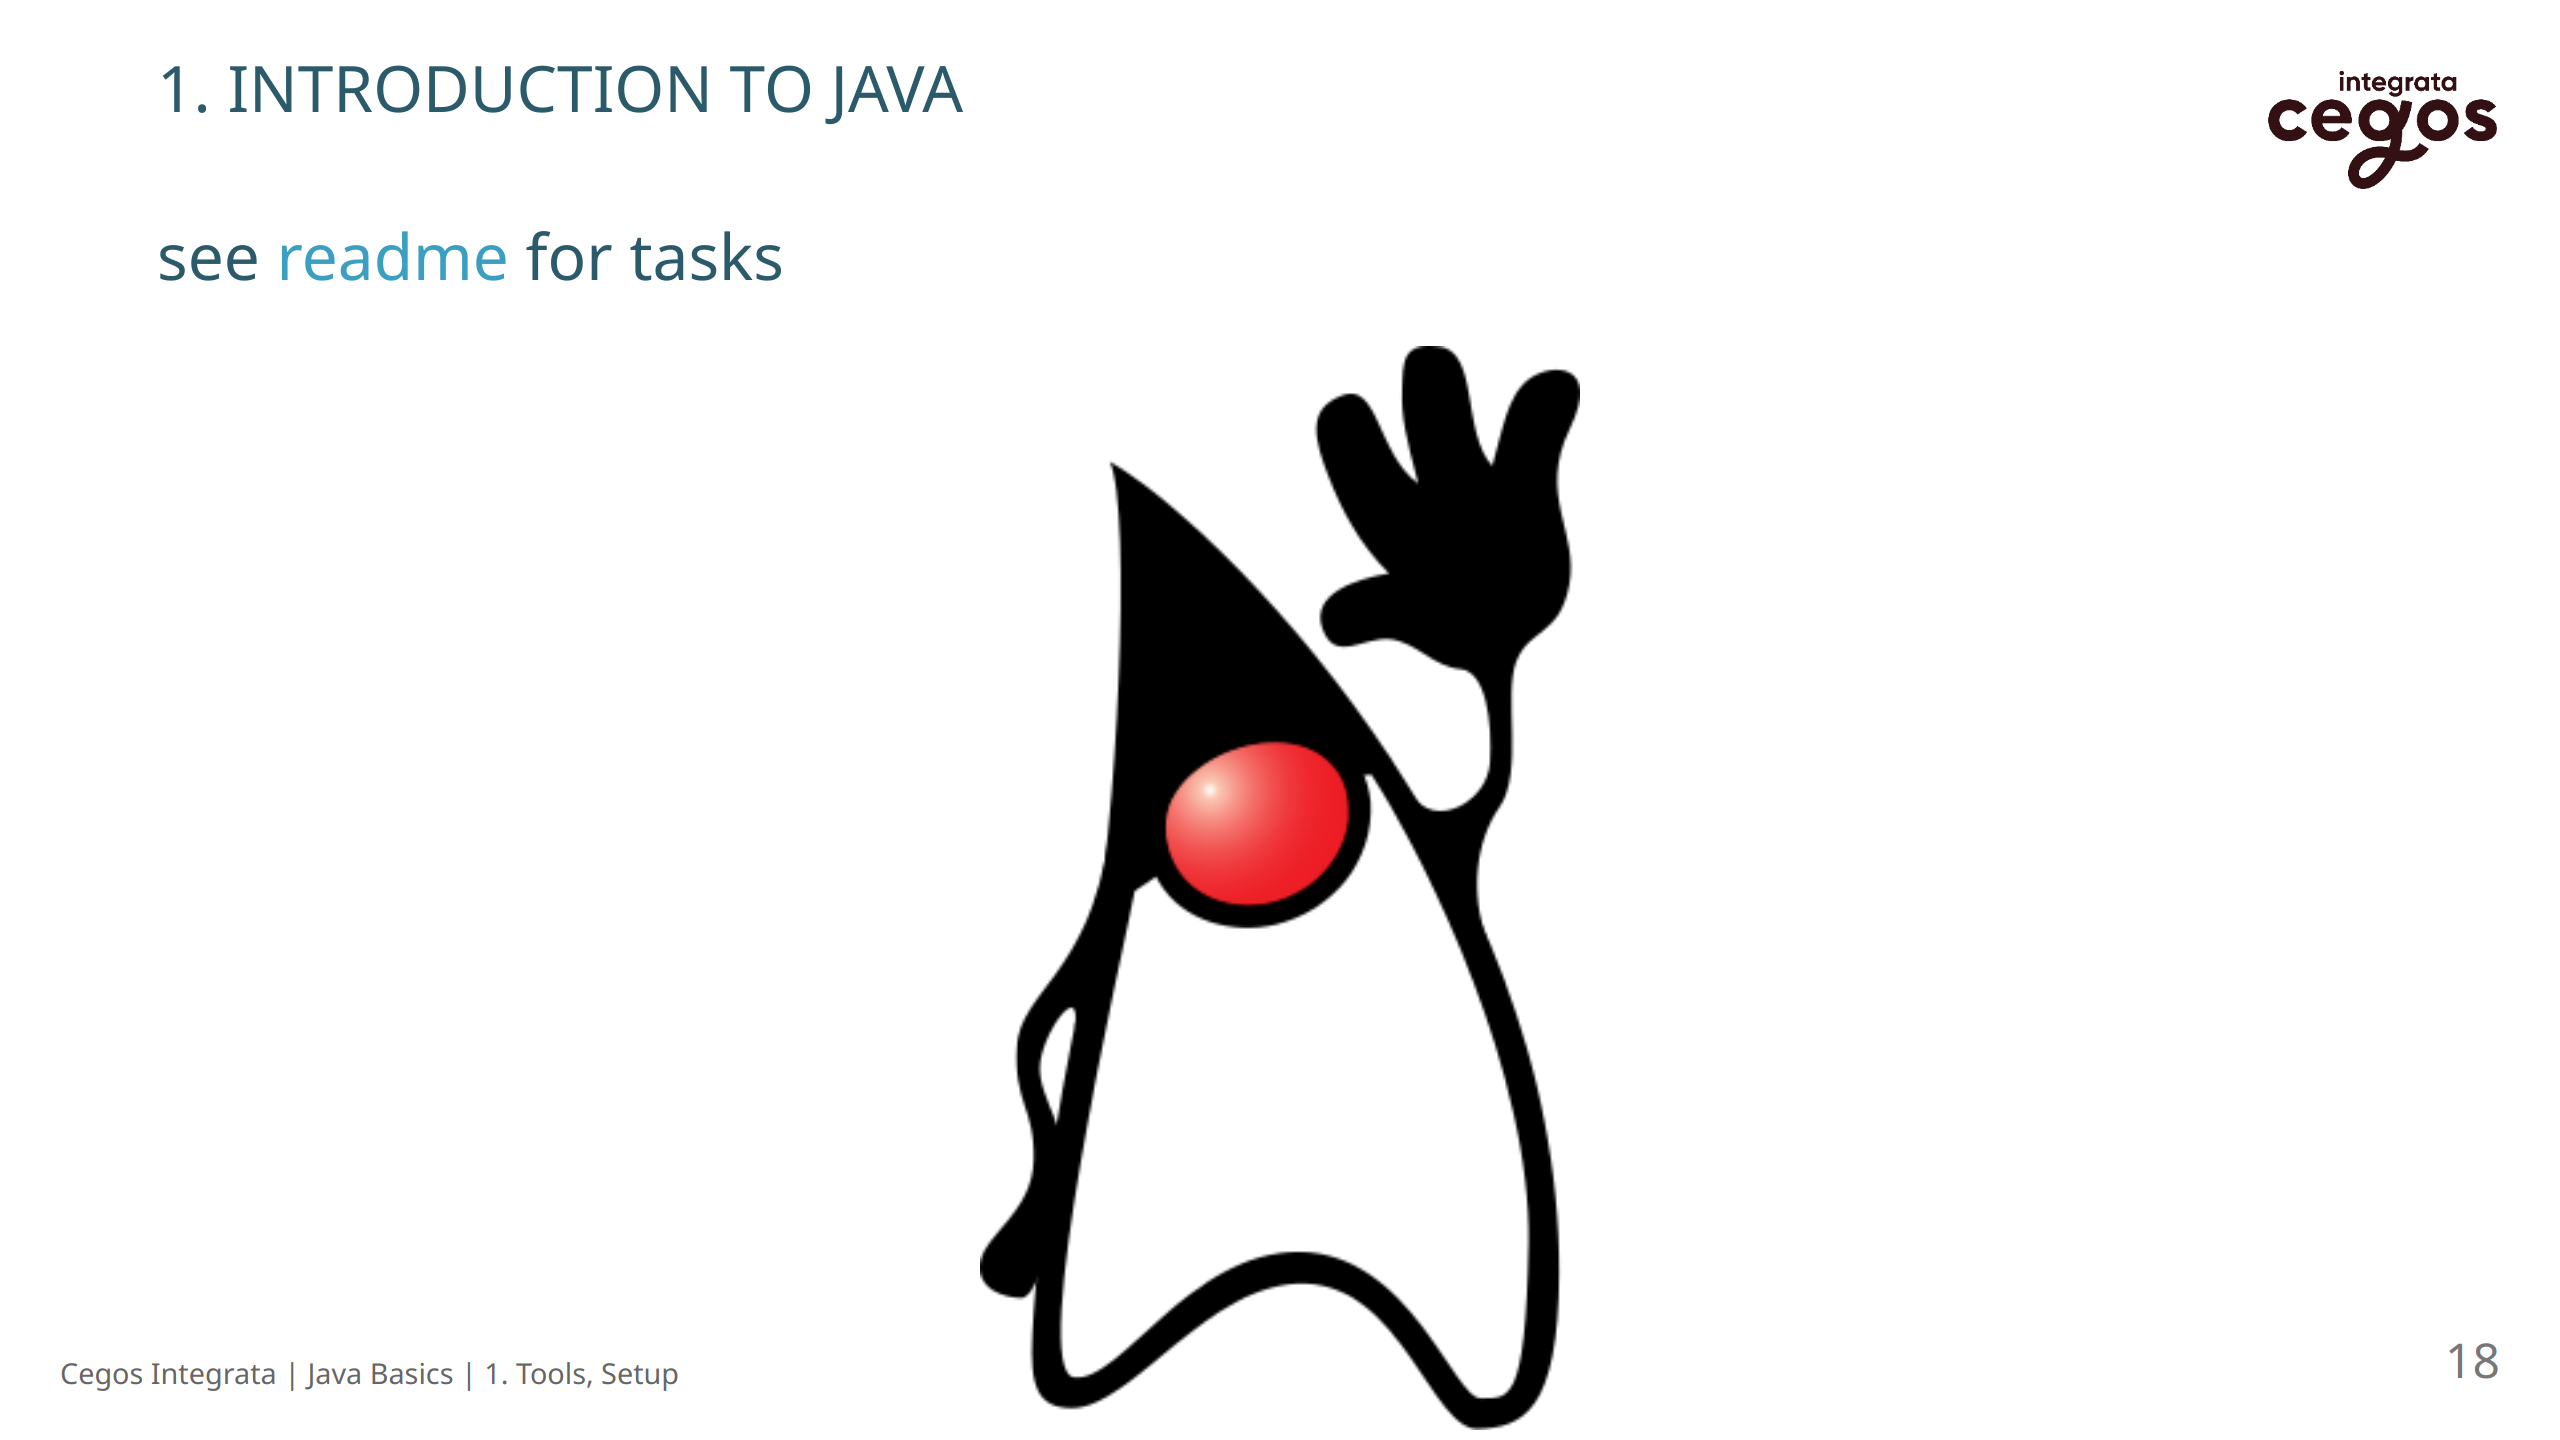 1. INTRODUCTION TO JAVA
integrata
cegos
see readme for tasks
Cegos Integrata | Java Basics | 1. Tools, Setup
18